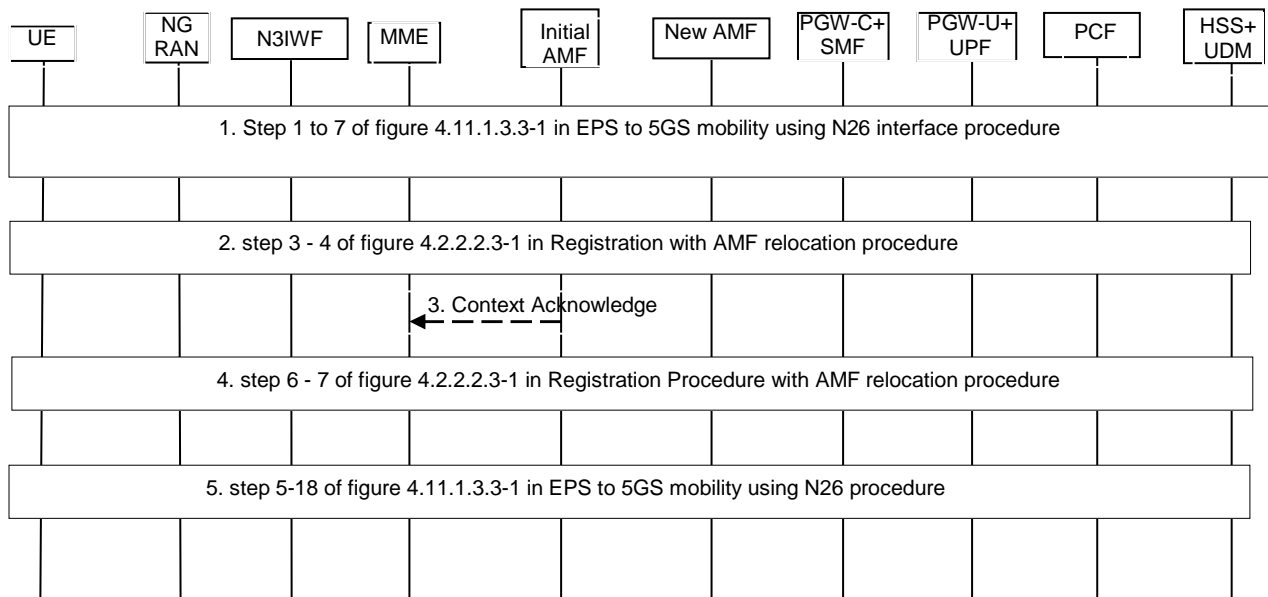 UE
NG
RAN
N3IWF
MME
Initial
AMF
New AMF
PGW-C+
SMF
PGW-U+
UPF
PCF
HSS+
UDM
1. Step 1 to 7 of figure 4.11.1.3.3-1 in EPS to 5GS mobility using N26 interface procedure
2. step 3 - 4 of figure 4.2.2.2.3-1 in Registration with AMF relocation procedure
3. Context Acknowledge
4. step 6 - 7 of figure 4.2.2.2.3-1 in Registration Procedure with AMF relocation procedure
5. step 5-18 of figure 4.11.1.3.3-1 in EPS to 5GS mobility using N26 procedure